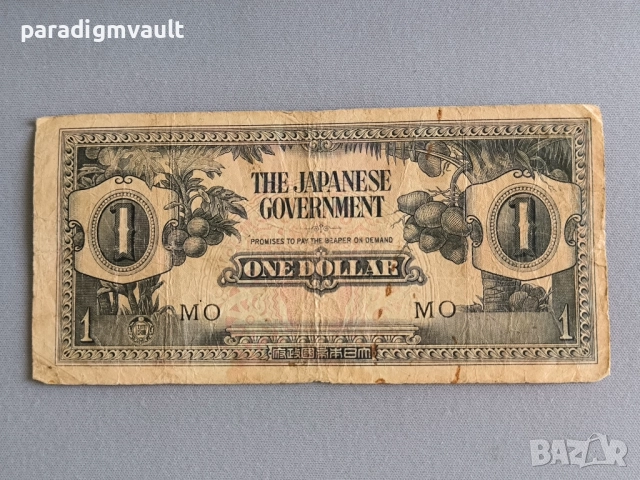 paradigmvault
1
THE JAPANESE
GOVERNMENT
1
PROMISES TO PAY THE BEARER ON DEMAND
ONE DOLLAR
MO
MO
1
1
府政國帝本日大
BAZAR